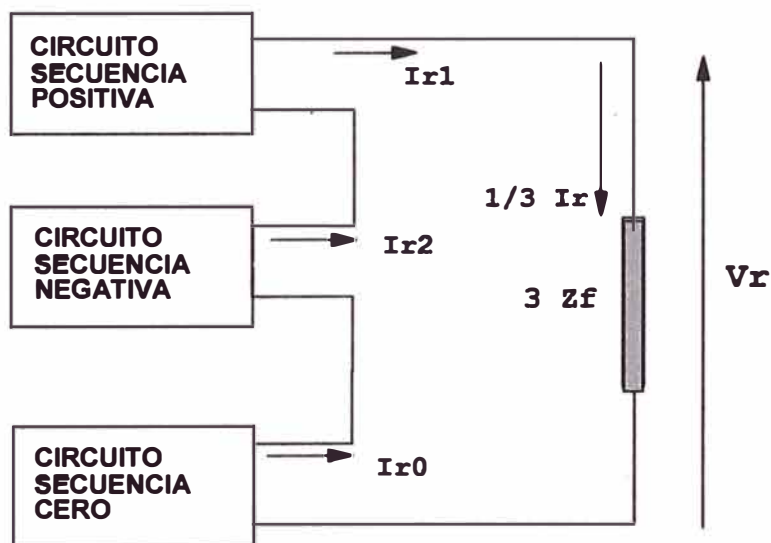 CIRCUITO
SECUENCIA
POSITIVA
Ir1
1/3 Ir
CIRCUITO
SECUENCIA
NEGATIVA
Ir2
3 Zf
Vr
CIRCUITO
SECUENCIA
CERO
Ir0